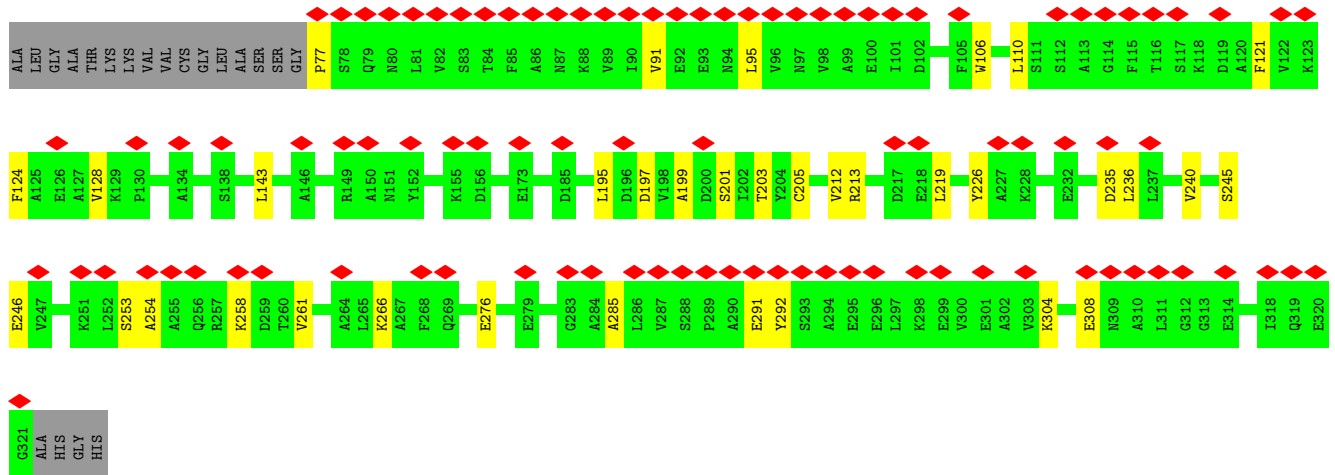 ALA LEU GLY ALA THR LYS LYS VAL VAL CYS GLY LEU ALA SER SER GLY P77 S78 Q79 N80 L81 V82 S83 T84 F85 A86 N87 K88 V89 I90 V91 E92 E93 N94 L95 V96 N97 V98 A99 E100 I101 D102 F105 W106 L110 S111 S112 A113 G114 F115 T116 S117 K118 D119 A120 F121 V122 K123
F124 A125 E126 A127 V128 K129 P130 A134 S138 L143 A146 R149 A150 N151 Y152 K155 D156 E173 D185 L195 D196 D197 V198 A199 D200 S201 I202 T203 Y204 C205 V212 R213 D217 E218 L219 Y226 A227 K228 E232 D235 L236 L237 V240 S245
E246 V247 K251 L252 S253 A254 A255 Q256 R257 K258 D259 T260 V261 A264 L265 K266 A267 F268 Q269 E276 E279 G283 A284 A285 L286 V287 S288 P289 A290 E291 Y292 S293 A294 E295 E296 L297 K298 E299 V300 E301 A302 V303 K304 E308 N309 A310 L311 G312 G313 E314 I318 Q319 E320
G321 ALA HIS GLY HIS